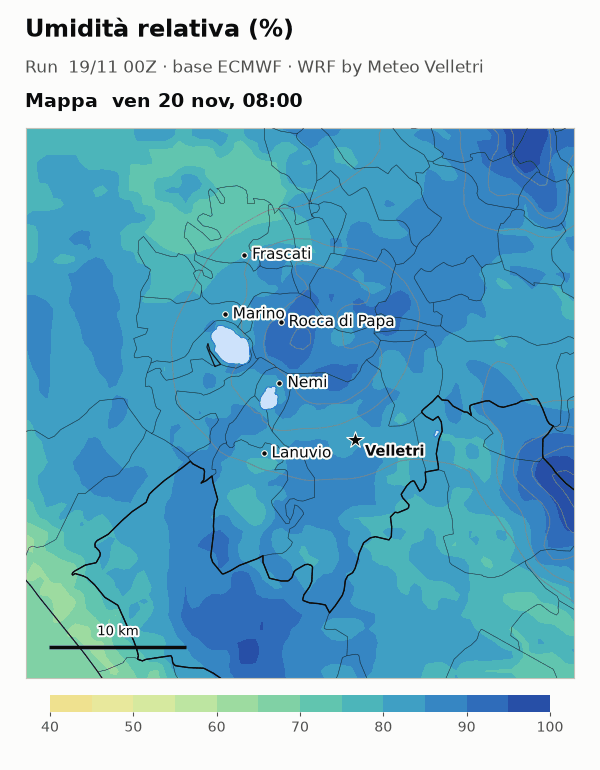 Umidità relativa (%)
Run  19/11 00Z · base ECMWF · WRF by Meteo Velletri
Mappa  ven 20 nov, 08:00
Frascati
Marino
Rocca di Papa
Nemi
Velletri
Lanuvio
10 km
40 50 60 70 80 90 100